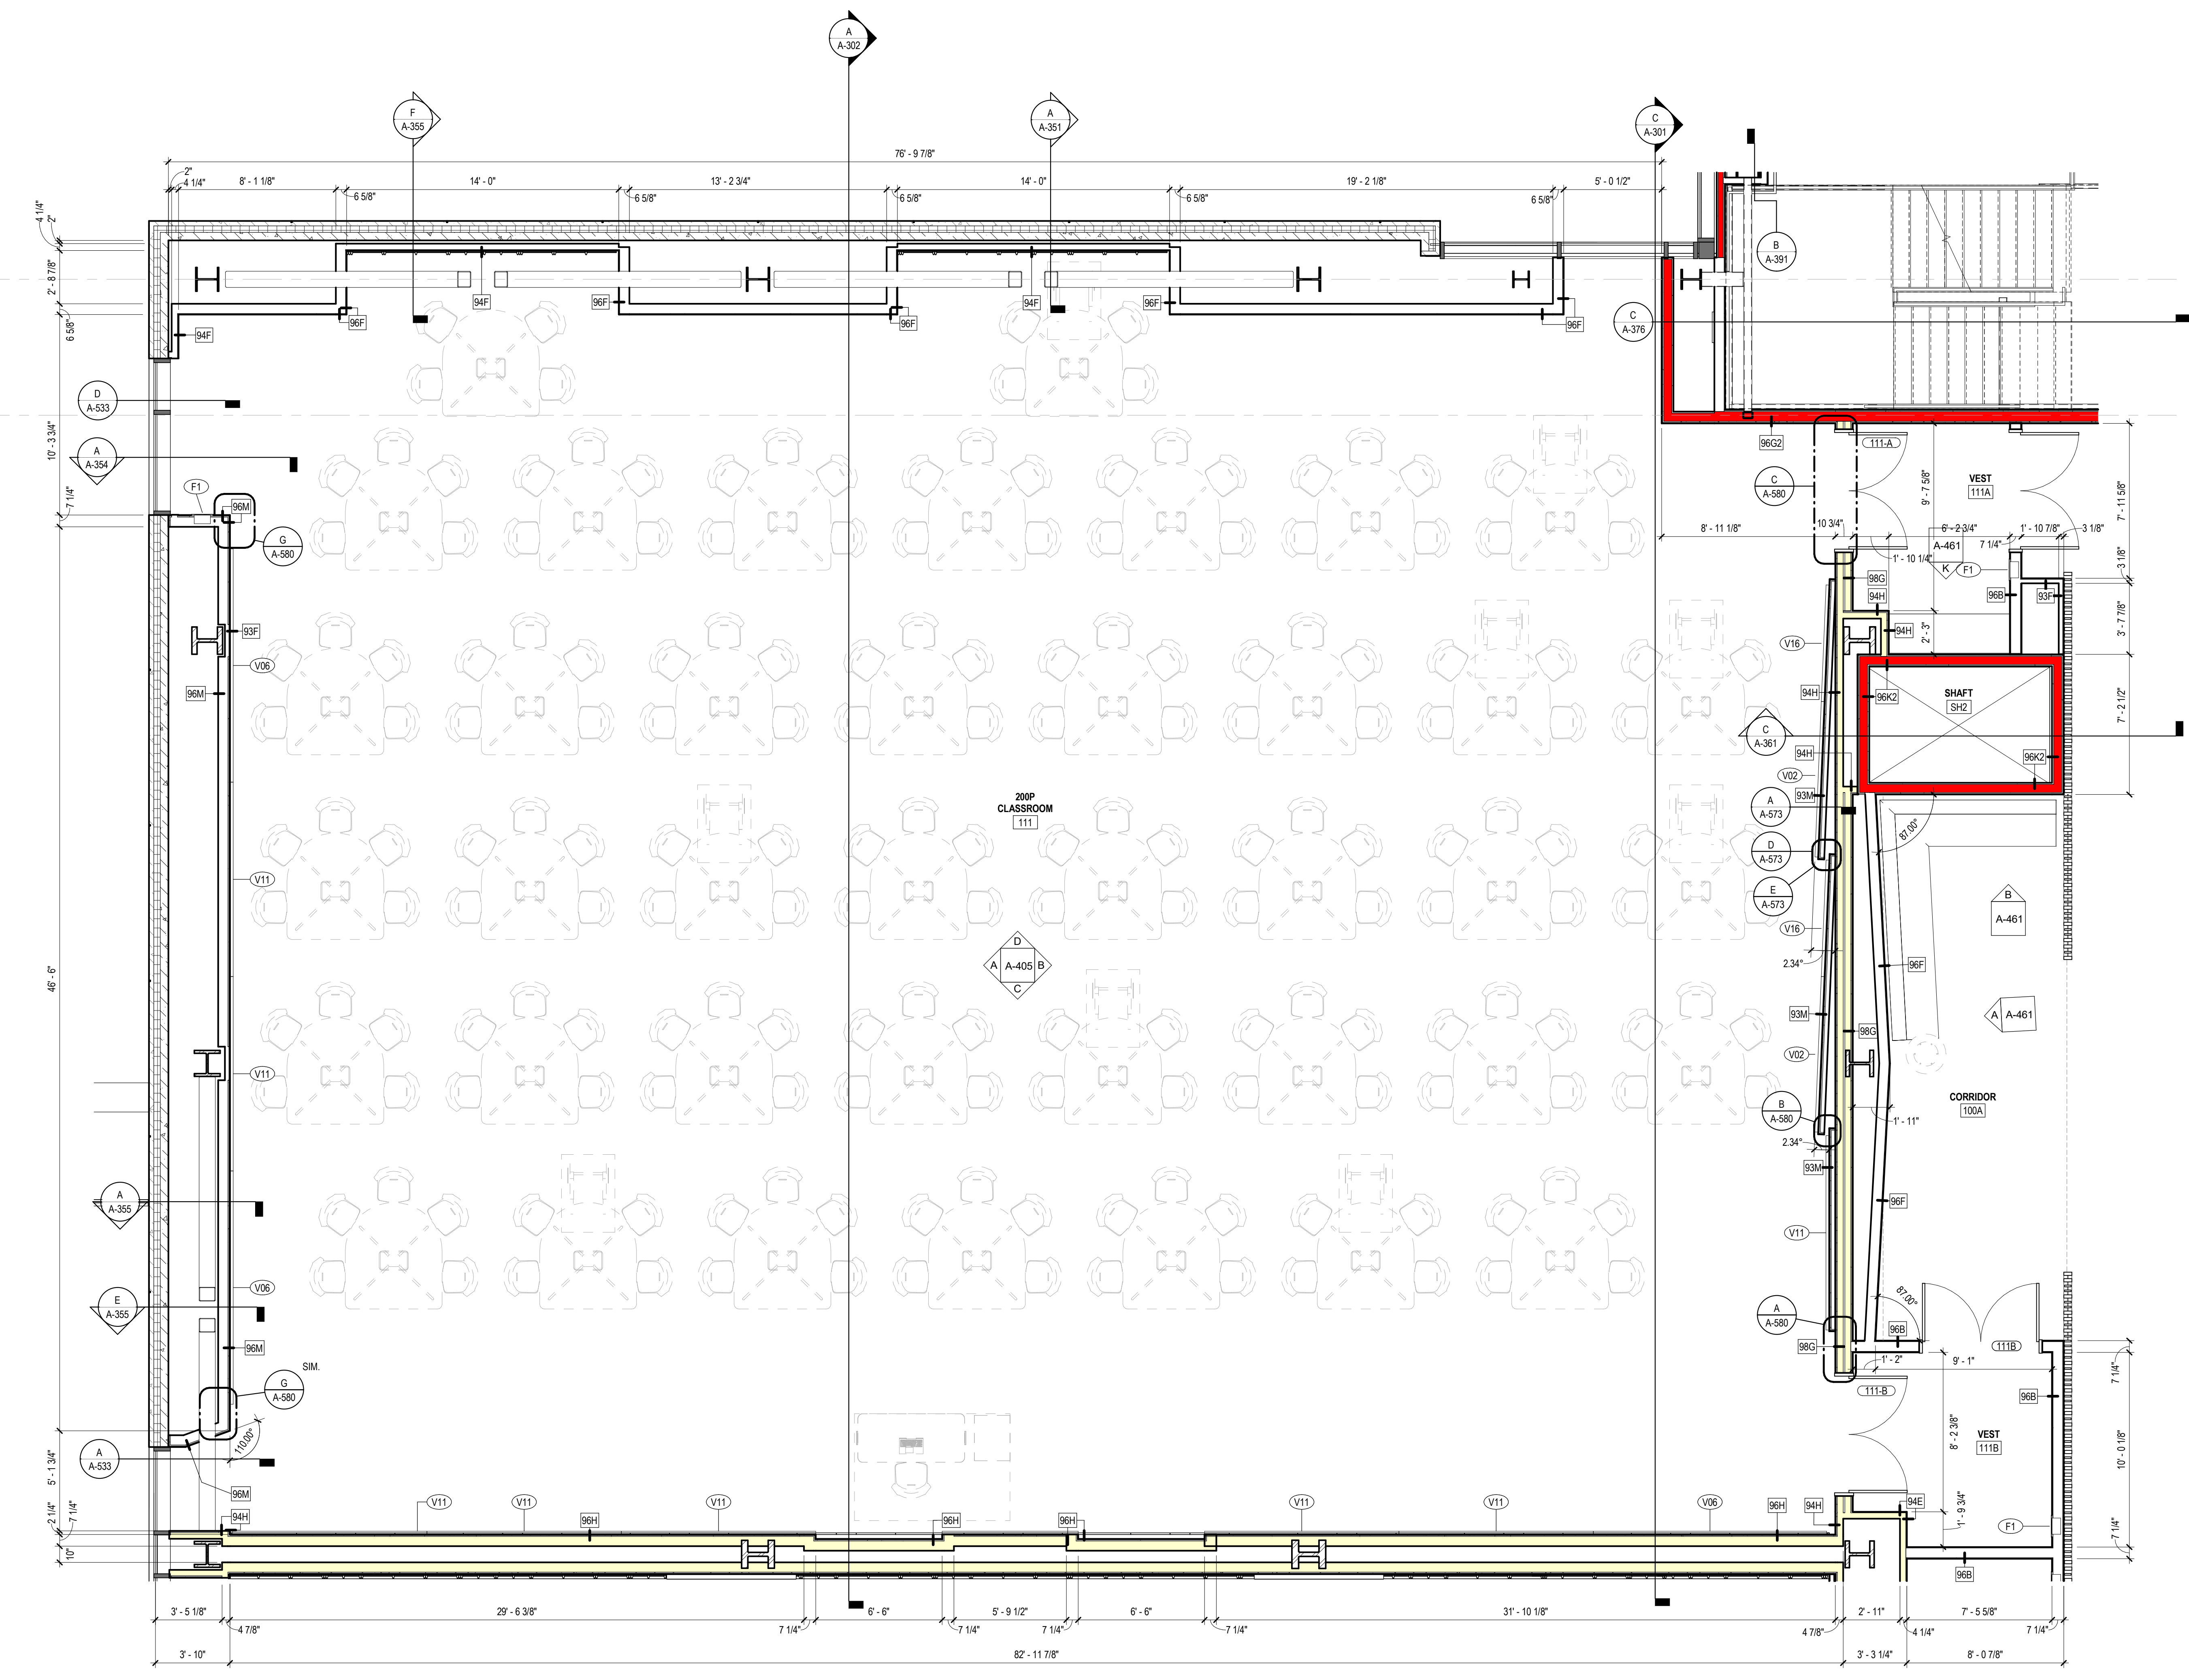 A
A-302
F
A-355
A
A-351
C
A-301
76' - 9 7/8"
2"
4 1/4"
8' - 1 1/8"
14' - 0"
13' - 2 3/4"
14' - 0"
19' - 2 1/8"
5' - 0 1/2"
6 5/8"
6 5/8"
6 5/8"
6 5/8"
6 5/8"
2"
4 1/4"
2' - 8 7/8"
6 5/8"
B
A-391
94F
96F
94F
96F
94F
96F
96F
96F
C
A-376
D
A-533
10' - 3 3/4"
A
A-354
7 1/4"
F1
96M
G
A-580
96G2
111-A
C
A-580
VEST
111A
9' - 7 5/8"
7' - 11 5/8"
8' - 11 1/8"
10 3/4"
6' - 2 3/4"
1' - 10 7/8"
3 1/8"
7 1/4"
1' - 10 1/4"
A-461
K
F1
3 1/8"
98G
94H
96B
93F
94H
2' - 3"
3' - 7 7/8"
93F
V06
96M
V16
94H
96K2
SHAFT
SH2
7' - 2 1/2"
C
A-361
94H
96K2
V02
93M
A
A-573
87.00°
200P
CLASSROOM
111
D
A-573
V11
E
A-573
B
A-461
V16
D
A
A-405
B
C
2.34°
96F
46' - 6"
93M
A
A-461
98G
V02
V11
CORRIDOR
100A
B
A-580
1' - 11"
2.34°
93M
A
A-355
96F
V11
V06
E
A-355
87.00°
A
A-580
96B
98G
111B
96M
1' - 2"
9' - 1"
7 1/4"
SIM.
G
A-580
111-B
96B
110.00°
A
A-533
5' - 1 3/4"
8' - 2 3/8"
VEST
111B
10' - 0 1/8"
96M
V11
V11
V11
V11
V11
V06
94H
96H
96H
96H
96H
94H
94E
2 1/4"
7 1/4"
10"
1' - 9 3/4"
F1
7 1/4"
96B
3' - 5 1/8"
29' - 6 3/8"
6' - 6"
5' - 9 1/2"
6' - 6"
31' - 10 1/8"
2' - 11"
7' - 5 5/8"
4 7/8"
7 1/4"
7 1/4"
7 1/4"
7 1/4"
4 7/8"
4 1/4"
7 1/4"
3' - 10"
82' - 11 7/8"
3' - 3 1/4"
8' - 0 7/8"